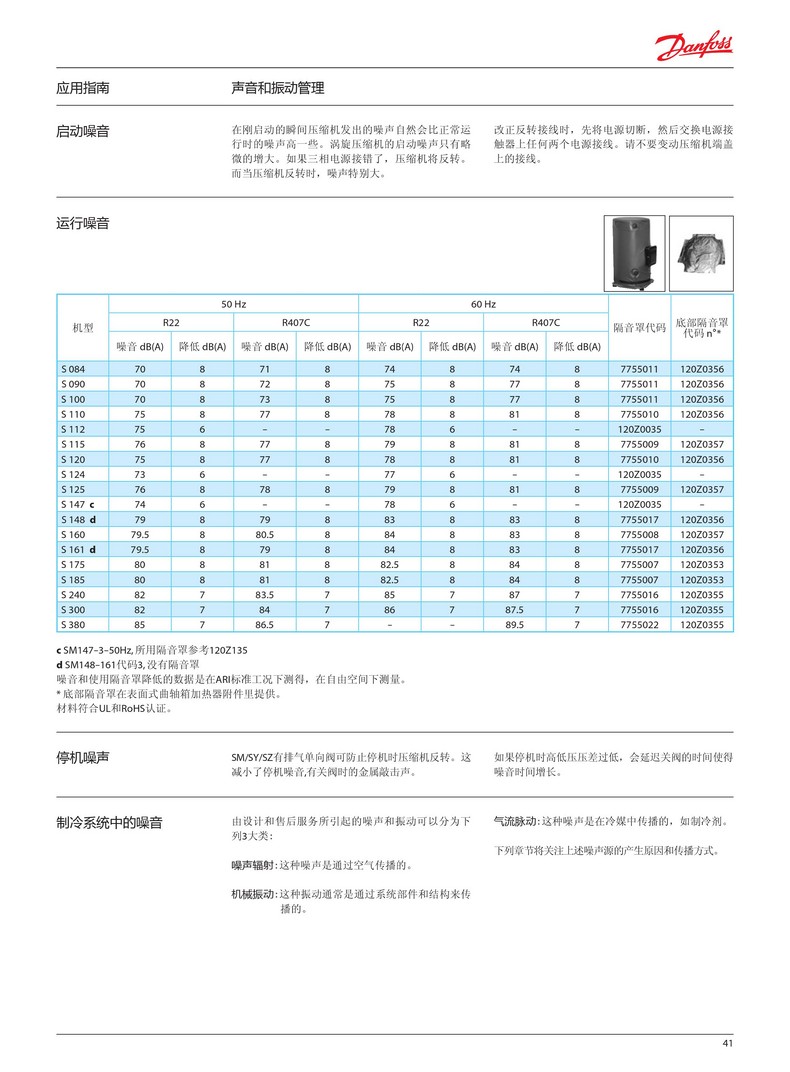 Danfoss
应用指南
声音和振动管理
启动噪音
在刚启动的瞬间压缩机发出的噪声自然会比正常运
行时的噪声高一些。涡旋压缩机的启动噪声只有略
微的增大。如果三相电源接错了，压缩机将反转。
而当压缩机反转时，噪声特别大。
改正反转接线时，先将电源切断，然后交换电源接
触器上任何两个电源接线。请不要变动压缩机端盖
上的接线。
运行噪音
机型 50 Hz 60 Hz 隔音罩代码 底部隔音罩代码 n°*
R22 R407C R22 R407C
噪音 dB(A) 降低 dB(A) 噪音 dB(A) 降低 dB(A) 噪音 dB(A) 降低 dB(A) 噪音 dB(A) 降低 dB(A)
S 084 70 8 71 8 74 8 74 8 7755011 120Z0356
S 090 70 8 72 8 75 8 77 8 7755011 120Z0356
S 100 70 8 73 8 75 8 77 8 7755011 120Z0356
S 110 75 8 77 8 78 8 81 8 7755010 120Z0356
S 112 75 6 – – 78 6 – – 120Z0035 –
S 115 76 8 77 8 79 8 81 8 7755009 120Z0357
S 120 75 8 77 8 78 8 81 8 7755010 120Z0356
S 124 73 6 – – 77 6 – – 120Z0035 –
S 125 76 8 78 8 79 8 81 8 7755009 120Z0357
S 147 c 74 6 – – 78 6 – – 120Z0035 –
S 148 d 79 8 79 8 83 8 83 8 7755017 120Z0356
S 160 79.5 8 80.5 8 84 8 83 8 7755008 120Z0357
S 161 d 79.5 8 79 8 84 8 83 8 7755017 120Z0356
S 175 80 8 81 8 82.5 8 84 8 7755007 120Z0353
S 185 80 8 81 8 82.5 8 84 8 7755007 120Z0353
S 240 82 7 83.5 7 85 7 87 7 7755016 120Z0355
S 300 82 7 84 7 86 7 87.5 7 7755016 120Z0355
S 380 85 7 86.5 7 – – 89.5 7 7755022 120Z0355
c SM147–3–50Hz, 所用隔音罩参考120Z135
d SM148–161代码3, 没有隔音罩
噪音和使用隔音罩降低的数据是在ARI标准工况下测得，在自由空间下测量。
* 底部隔音罩在表面式曲轴箱加热器附件里提供。
材料符合UL和RoHS认证。
停机噪声
SM/SY/SZ有排气单向阀可防止停机时压缩机反转。这
减小了停机噪音,有关阀时的金属敲击声。
如果停机时高低压压差过低，会延迟关阀的时间使得
噪音时间增长。
制冷系统中的噪音
由设计和售后服务所引起的噪声和振动可以分为下
列3大类：
噪声辐射：这种噪声是通过空气传播的。
机械振动：这种振动通常是通过系统部件和结构来传
播的。
气流脉动：这种噪声是在冷媒中传播的，如制冷剂。
下列章节将关注上述噪声源的产生原因和传播方式。
41